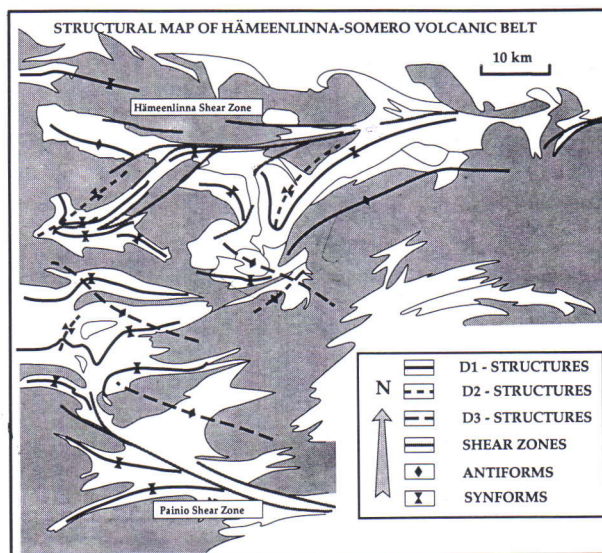 STRUCTURAL MAP OF HÄMEENLINNA-SOMERO VOLCANIC BELT
10 km
Hämeenlinna Shear Zone
N
D1 - STRUCTURES
D2 - STRUCTURES
D3 - STRUCTURES
SHEAR ZONES
ANTIFORMS
SYNFORMS
Painio Shear Zone